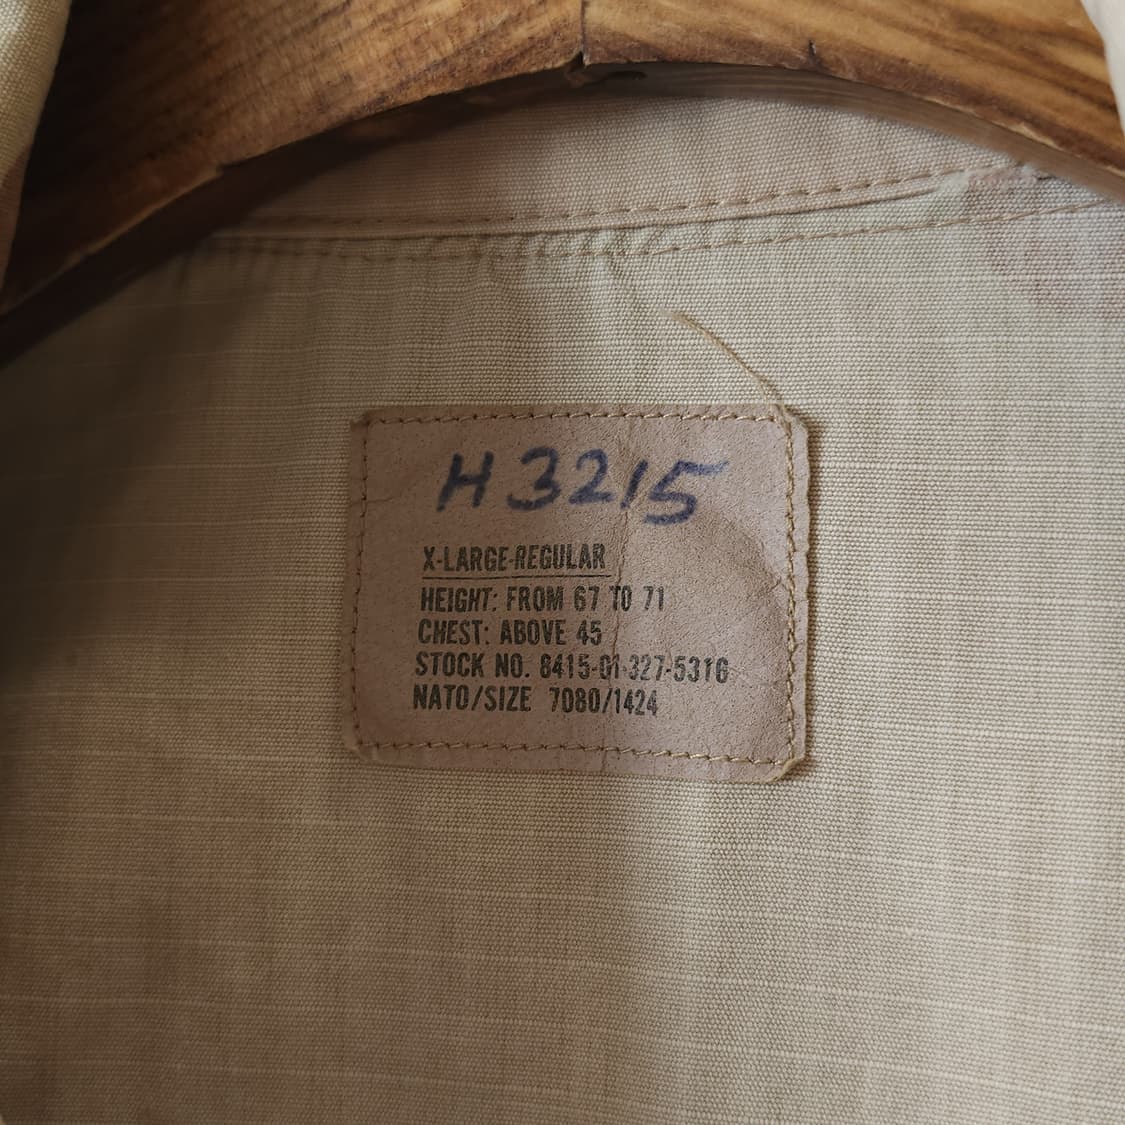 H3215
X-LARGE-REGULAR
HEIGHT: FROM 67 TO 71
CHEST: ABOVE 45
STOCK NO. 8415-01-327-5316
NATO/SIZE 7080/1424